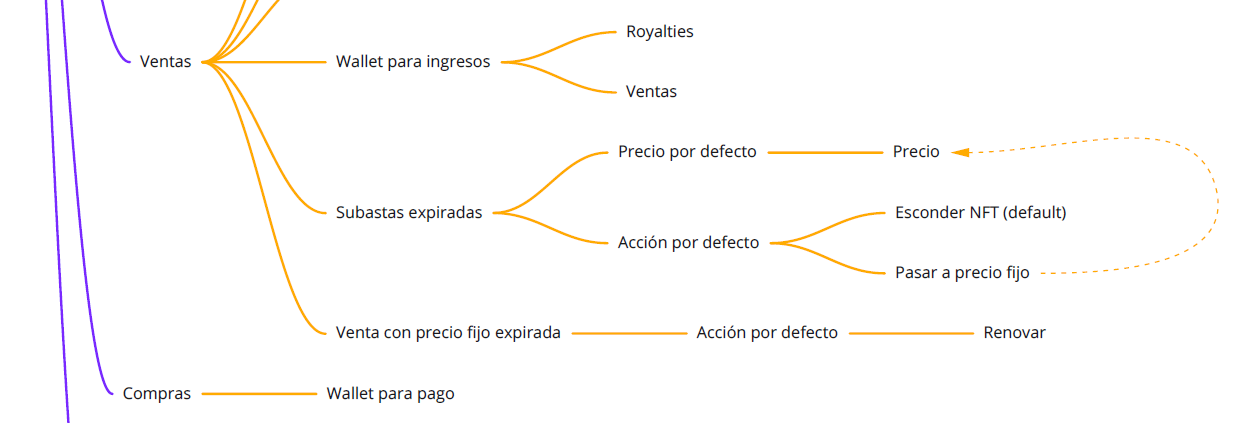 Royalties
Ventas
Wallet para ingresos
Ventas
Precio por defecto
Precio
Subastas expiradas
Esconder NFT (default)
Acción por defecto
Pasar a precio fijo
Venta con precio fijo expirada
Acción por defecto
Renovar
Compras
Wallet para pago